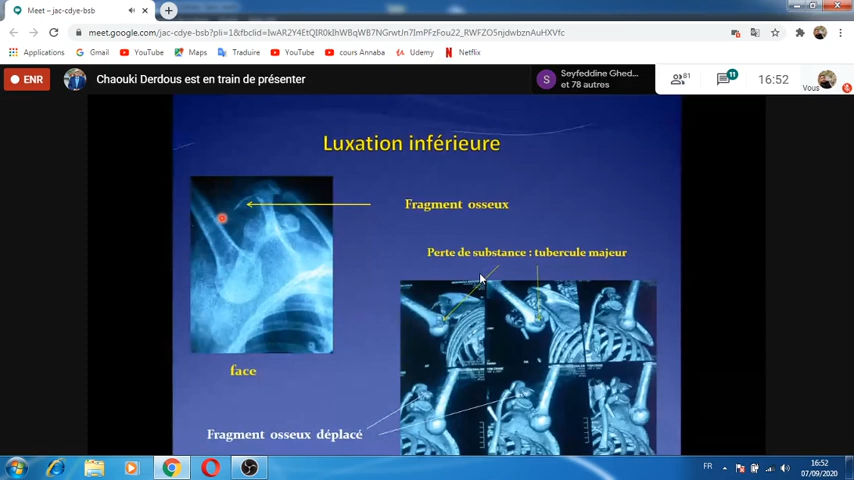 Meet – jac-cdye-bsb
meet.google.com/jac-cdye-bsb?pli=1&fbclid=IwAR2Y4EtQIR0kIhWBqWB7NGrwtJn7ImPFzFou22_RWFZO5njdwbznAuHXVfc
Applications Gmail YouTube Maps Traduire YouTube cours Annaba Udemy Netflix
ENR
Chaouki Derdous est en train de présenter
S
Seyfeddine Ghed...
et 78 autres
81
11
16:52
Vous
Luxation inférieure
Fragment osseux
Perte de substance : tubercule majeur
face
Fragment osseux déplacé
FR
16:52
07/09/2020